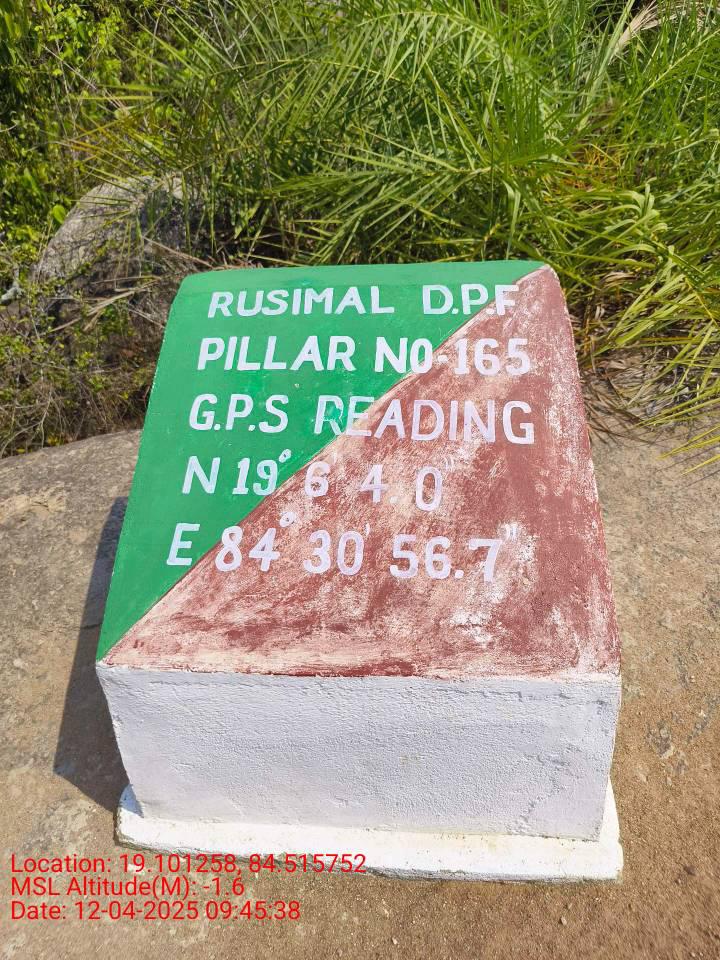 RUSIMAL D.P.F
PILLAR NO-165
G.P.S READING
N 19° 6' 4.0"
E 84° 30' 56.7"
Location: 19.101258, 84.515752
MSL Altitude(M): -1.6
Date: 12-04-2025 09:45:38